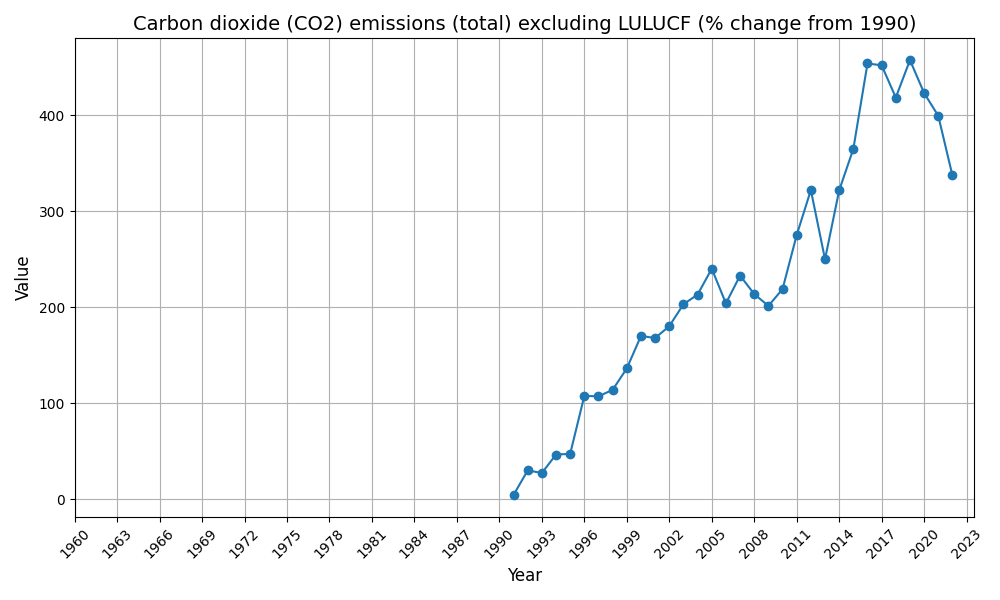 Carbon dioxide (CO2) emissions (total) excluding LULUCF (% change from 1990)
Value
400
300
200
100
0
1960 1963 1966 1969 1972 1975 1978 1981 1984 1987 1990 1993 1996 1999 2002 2005 2008 2011 2014 2017 2020 2023
Year